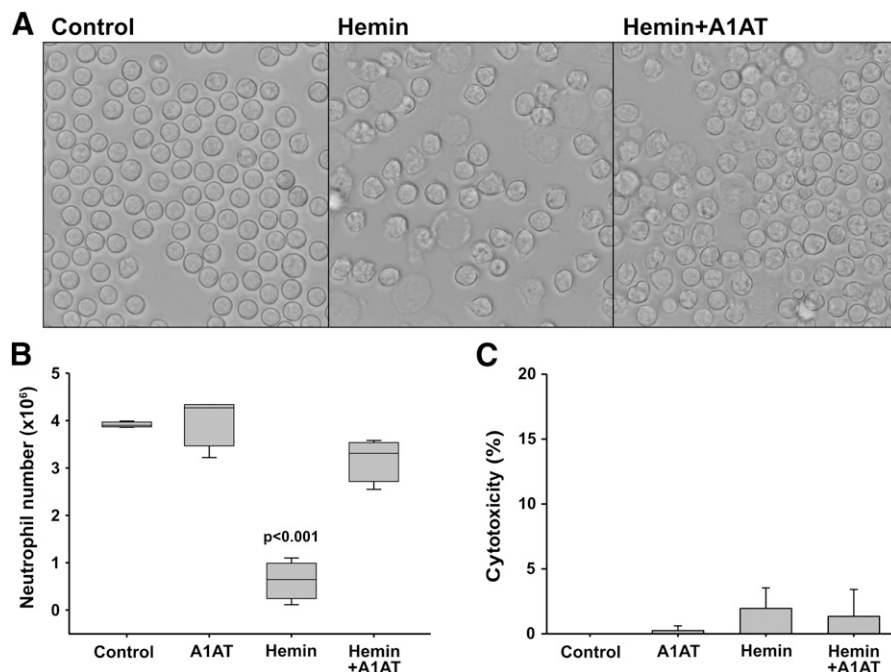 A Control Hemin Hemin+A1AT
B
Neutrophil number (x10⁶)
5
4
3
2
1
0
p<0.001
Control A1AT Hemin Hemin
+A1AT
C
Cytotoxicity (%)
20
15
10
5
0
Control A1AT Hemin Hemin
+A1AT